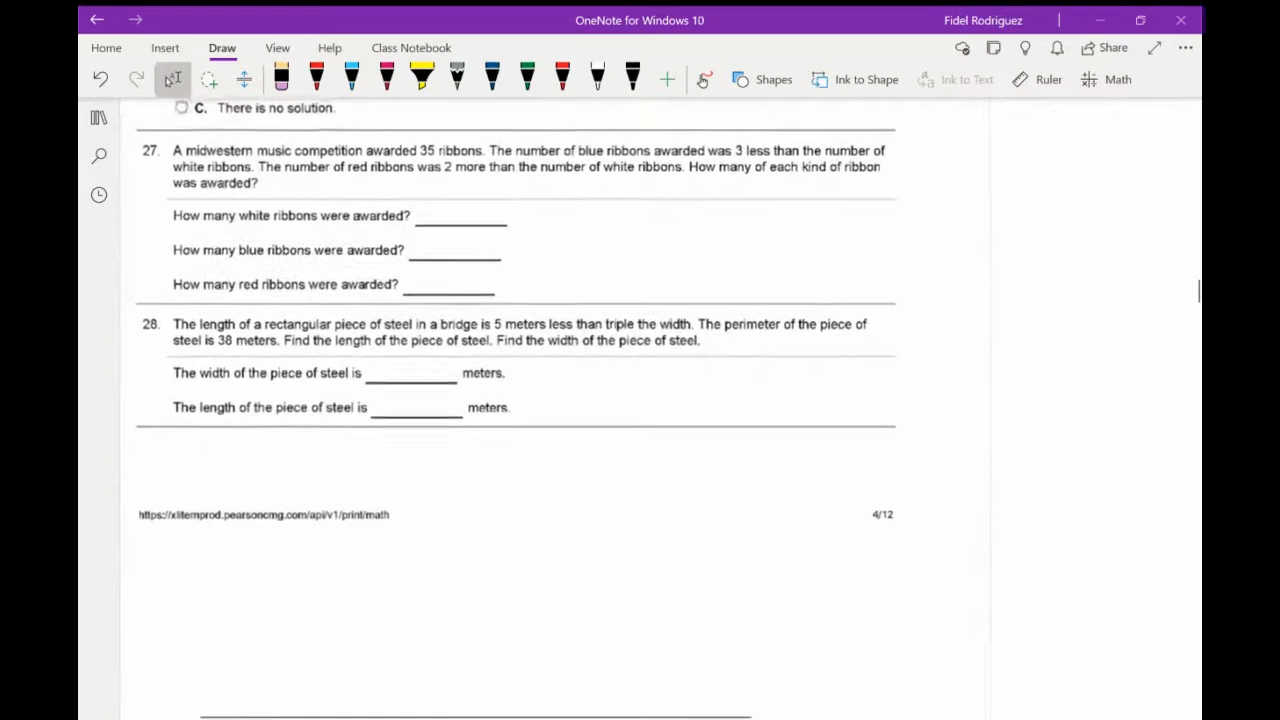 OneNote for Windows 10
Fidel Rodriguez
Home Insert Draw View Help Class Notebook
Share
Shapes Ink to Shape Ink to Text Ruler Math
C. There is no solution.
27. A midwestern music competition awarded 35 ribbons. The number of blue ribbons awarded was 3 less than the number of
white ribbons. The number of red ribbons was 2 more than the number of white ribbons. How many of each kind of ribbon
was awarded?
How many white ribbons were awarded?
How many blue ribbons were awarded?
How many red ribbons were awarded?
28. The length of a rectangular piece of steel in a bridge is 5 meters less than triple the width. The perimeter of the piece of
steel is 38 meters. Find the length of the piece of steel. Find the width of the piece of steel.
The width of the piece of steel is meters.
The length of the piece of steel is meters.
https://xlitemprod.pearsoncmg.com/api/v1/print/math 4/12